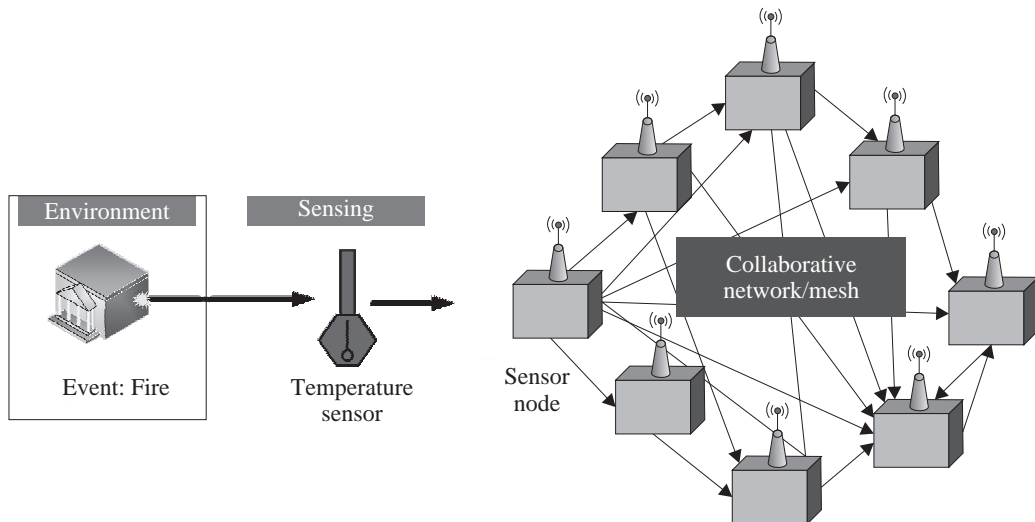 Environment
Sensing
Event: Fire
Temperature
sensor
Collaborative
network/mesh
Sensor
node